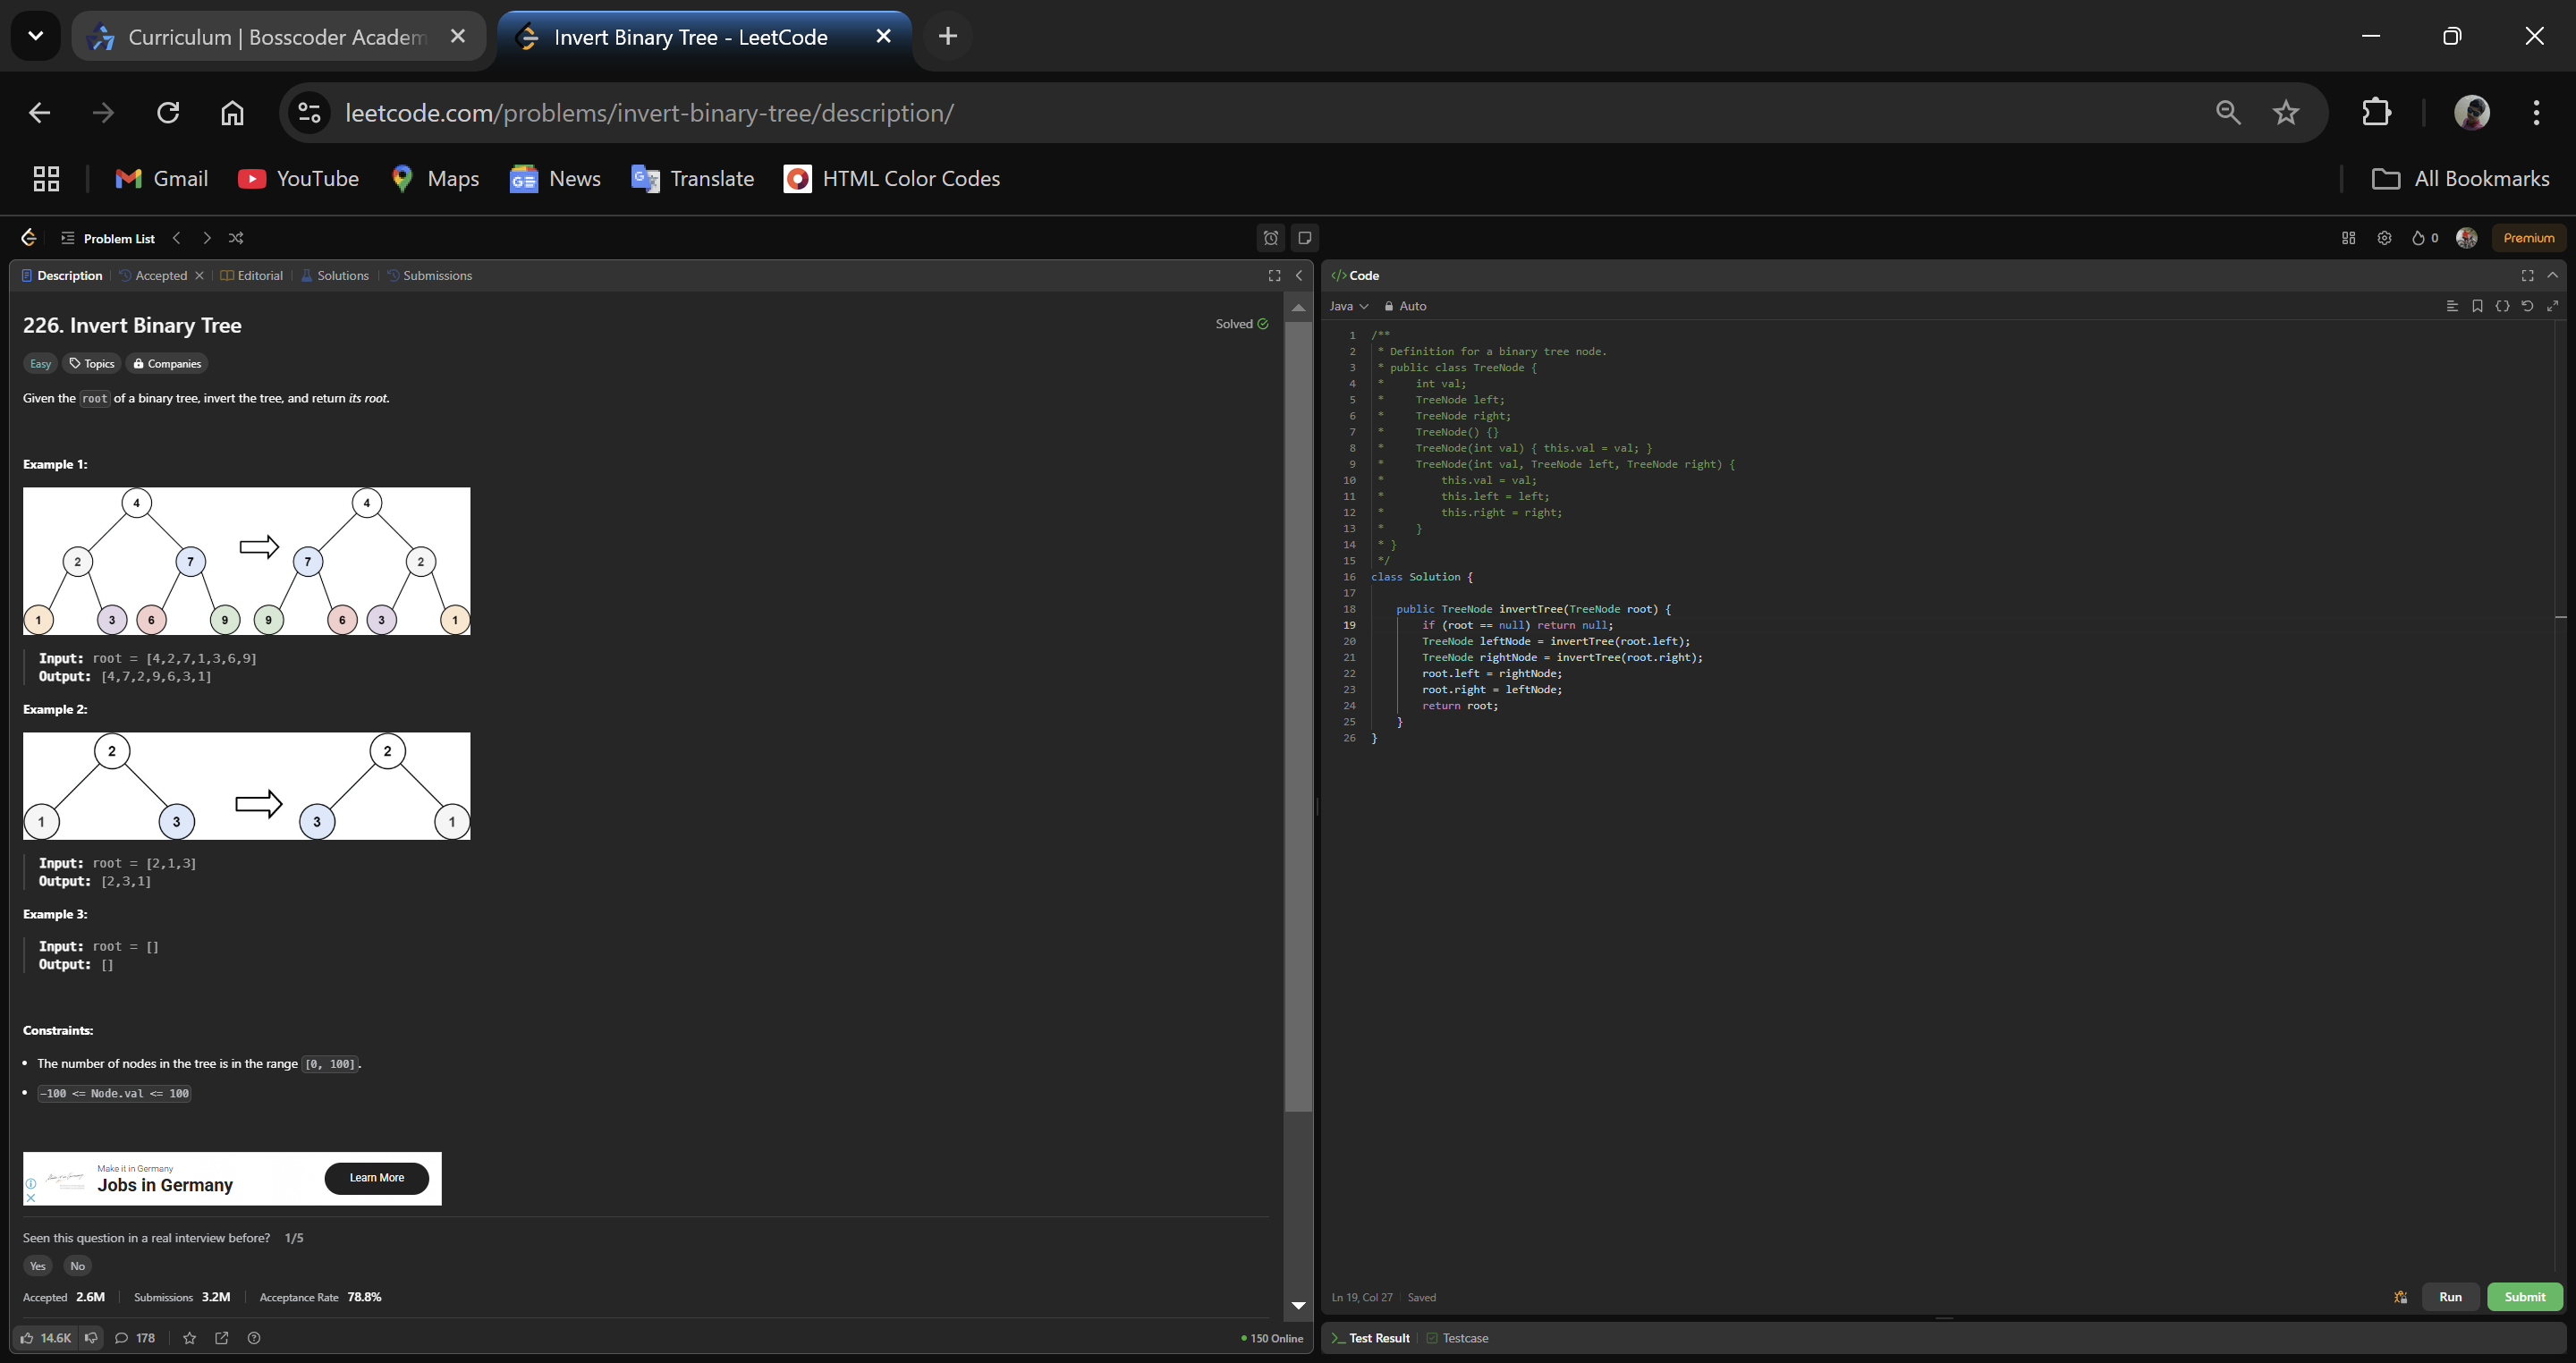 Curriculum | Bosscoder Academ
Invert Binary Tree - LeetCode
leetcode.com/problems/invert-binary-tree/description/
Gmail
YouTube
Maps
News
Translate
HTML Color Codes
All Bookmarks
Problem List
0
Premium
Description
Accepted
Editorial
Solutions
Submissions
226. Invert Binary Tree
Solved
Easy
Topics
Companies
Given the root of a binary tree, invert the tree, and return its root.
Example 1:
4
4
2
7
7
2
1
3
6
9
9
6
3
1
Input: root = [4,2,7,1,3,6,9]
Output: [4,7,2,9,6,3,1]
Example 2:
2
2
1
3
3
1
Input: root = [2,1,3]
Output: [2,3,1]
Example 3:
Input: root = []
Output: []
Constraints:
• The number of nodes in the tree is in the range [0, 100].
• -100 <= Node.val <= 100
Make it in Germany
Jobs in Germany
Learn More
Seen this question in a real interview before? 1/5
Yes
No
Accepted 2.6M
Submissions 3.2M
Acceptance Rate 78.8%
14.6K
178
150 Online
</> Code
Java
Auto
1 /**
2 * Definition for a binary tree node.
3 * public class TreeNode {
4 *     int val;
5 *     TreeNode left;
6 *     TreeNode right;
7 *     TreeNode() {}
8 *     TreeNode(int val) { this.val = val; }
9 *     TreeNode(int val, TreeNode left, TreeNode right) {
10 *         this.val = val;
11 *         this.left = left;
12 *         this.right = right;
13 *     }
14 * }
15 */
16 class Solution {
17
18     public TreeNode invertTree(TreeNode root) {
19         if (root == null) return null;
20         TreeNode leftNode = invertTree(root.left);
21         TreeNode rightNode = invertTree(root.right);
22         root.left = rightNode;
23         root.right = leftNode;
24         return root;
25     }
26 }
Ln 19, Col 27
Saved
Run
Submit
Test Result
Testcase